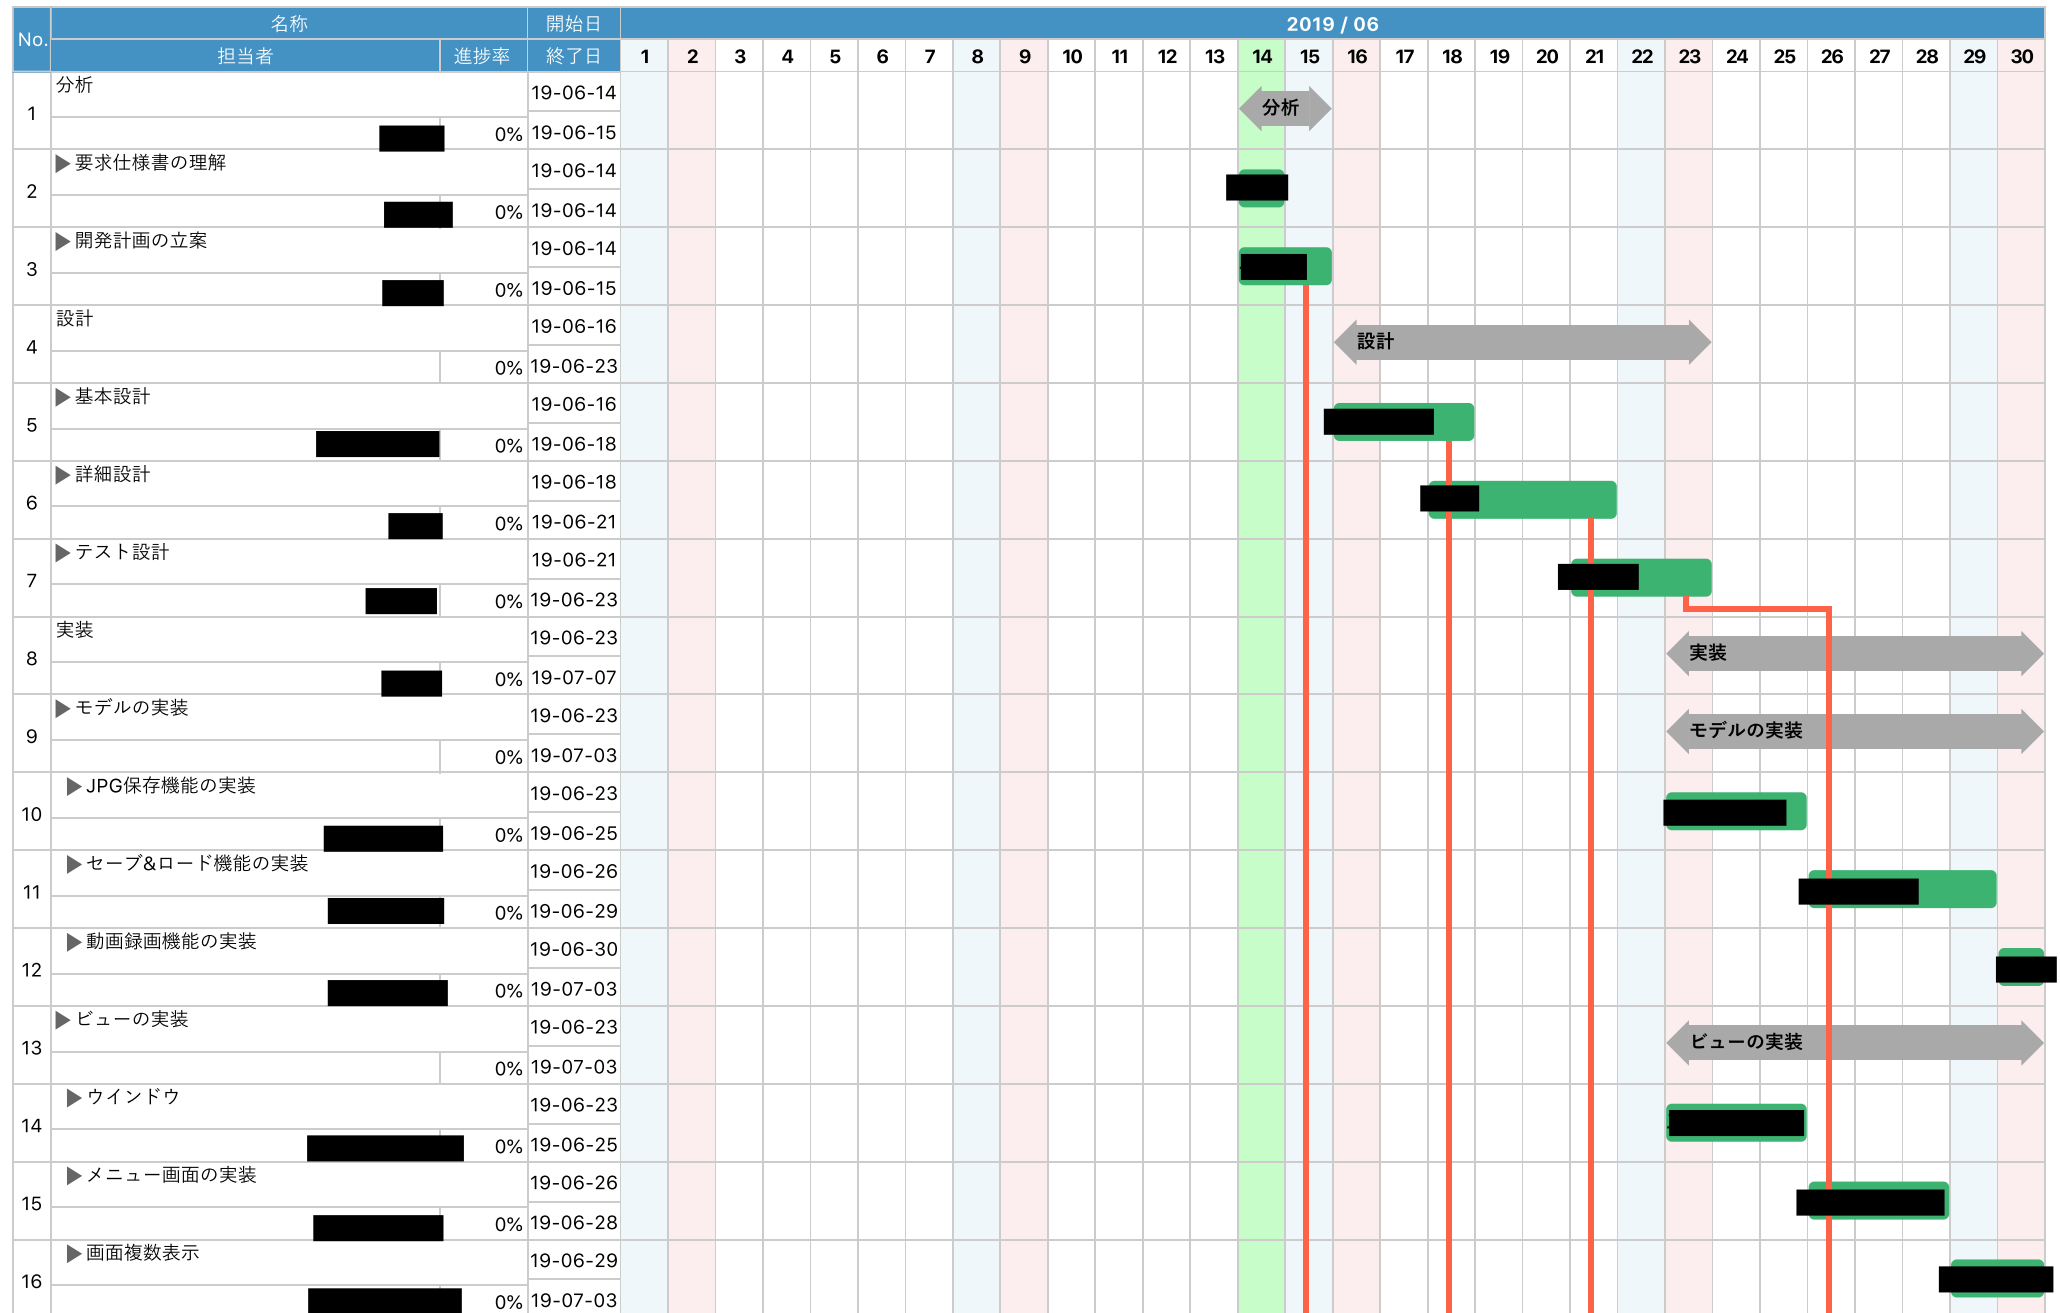 No. 名称 開始日 2019 / 06
担当者 進捗率 終了日 1 2 3 4 5 6 7 8 9 10 11 12 13 14 15 16 17 18 19 20 21 22 23 24 25 26 27 28 29 30
1 分析 19-06-14 分析
0% 19-06-15
2 ▶要求仕様書の理解 19-06-14
0% 19-06-14
3 ▶開発計画の立案 19-06-14
0% 19-06-15
4 設計 19-06-16 設計
0% 19-06-23
5 ▶基本設計 19-06-16
0% 19-06-18
6 ▶詳細設計 19-06-18
0% 19-06-21
7 ▶テスト設計 19-06-21
0% 19-06-23
8 実装 19-06-23 実装
0% 19-07-07
9 ▶モデルの実装 19-06-23 モデルの実装
0% 19-07-03
10 ▶JPG保存機能の実装 19-06-23
0% 19-06-25
11 ▶セーブ&ロード機能の実装 19-06-26
0% 19-06-29
12 ▶動画録画機能の実装 19-06-30
0% 19-07-03
13 ▶ビューの実装 19-06-23 ビューの実装
0% 19-07-03
14 ▶ウインドウ 19-06-23
0% 19-06-25
15 ▶メニュー画面の実装 19-06-26
0% 19-06-28
16 ▶画面複数表示 19-06-29
0% 19-07-03